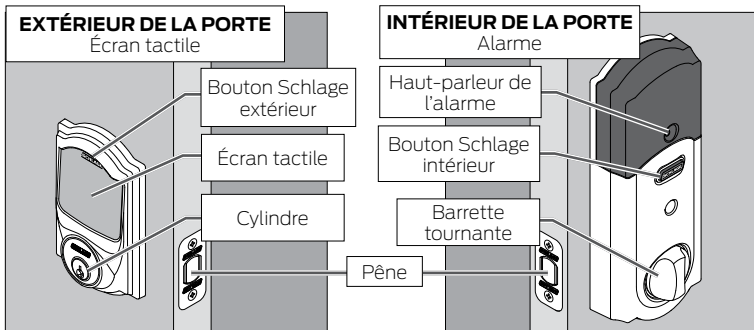 EXTÉRIEUR DE LA PORTE
Écran tactile
Bouton Schlage
extérieur
Écran tactile
Cylindre
Pêne
INTÉRIEUR DE LA PORTE
Alarme
Haut-parleur de
l’alarme
Bouton Schlage
intérieur
Barrette
tournante